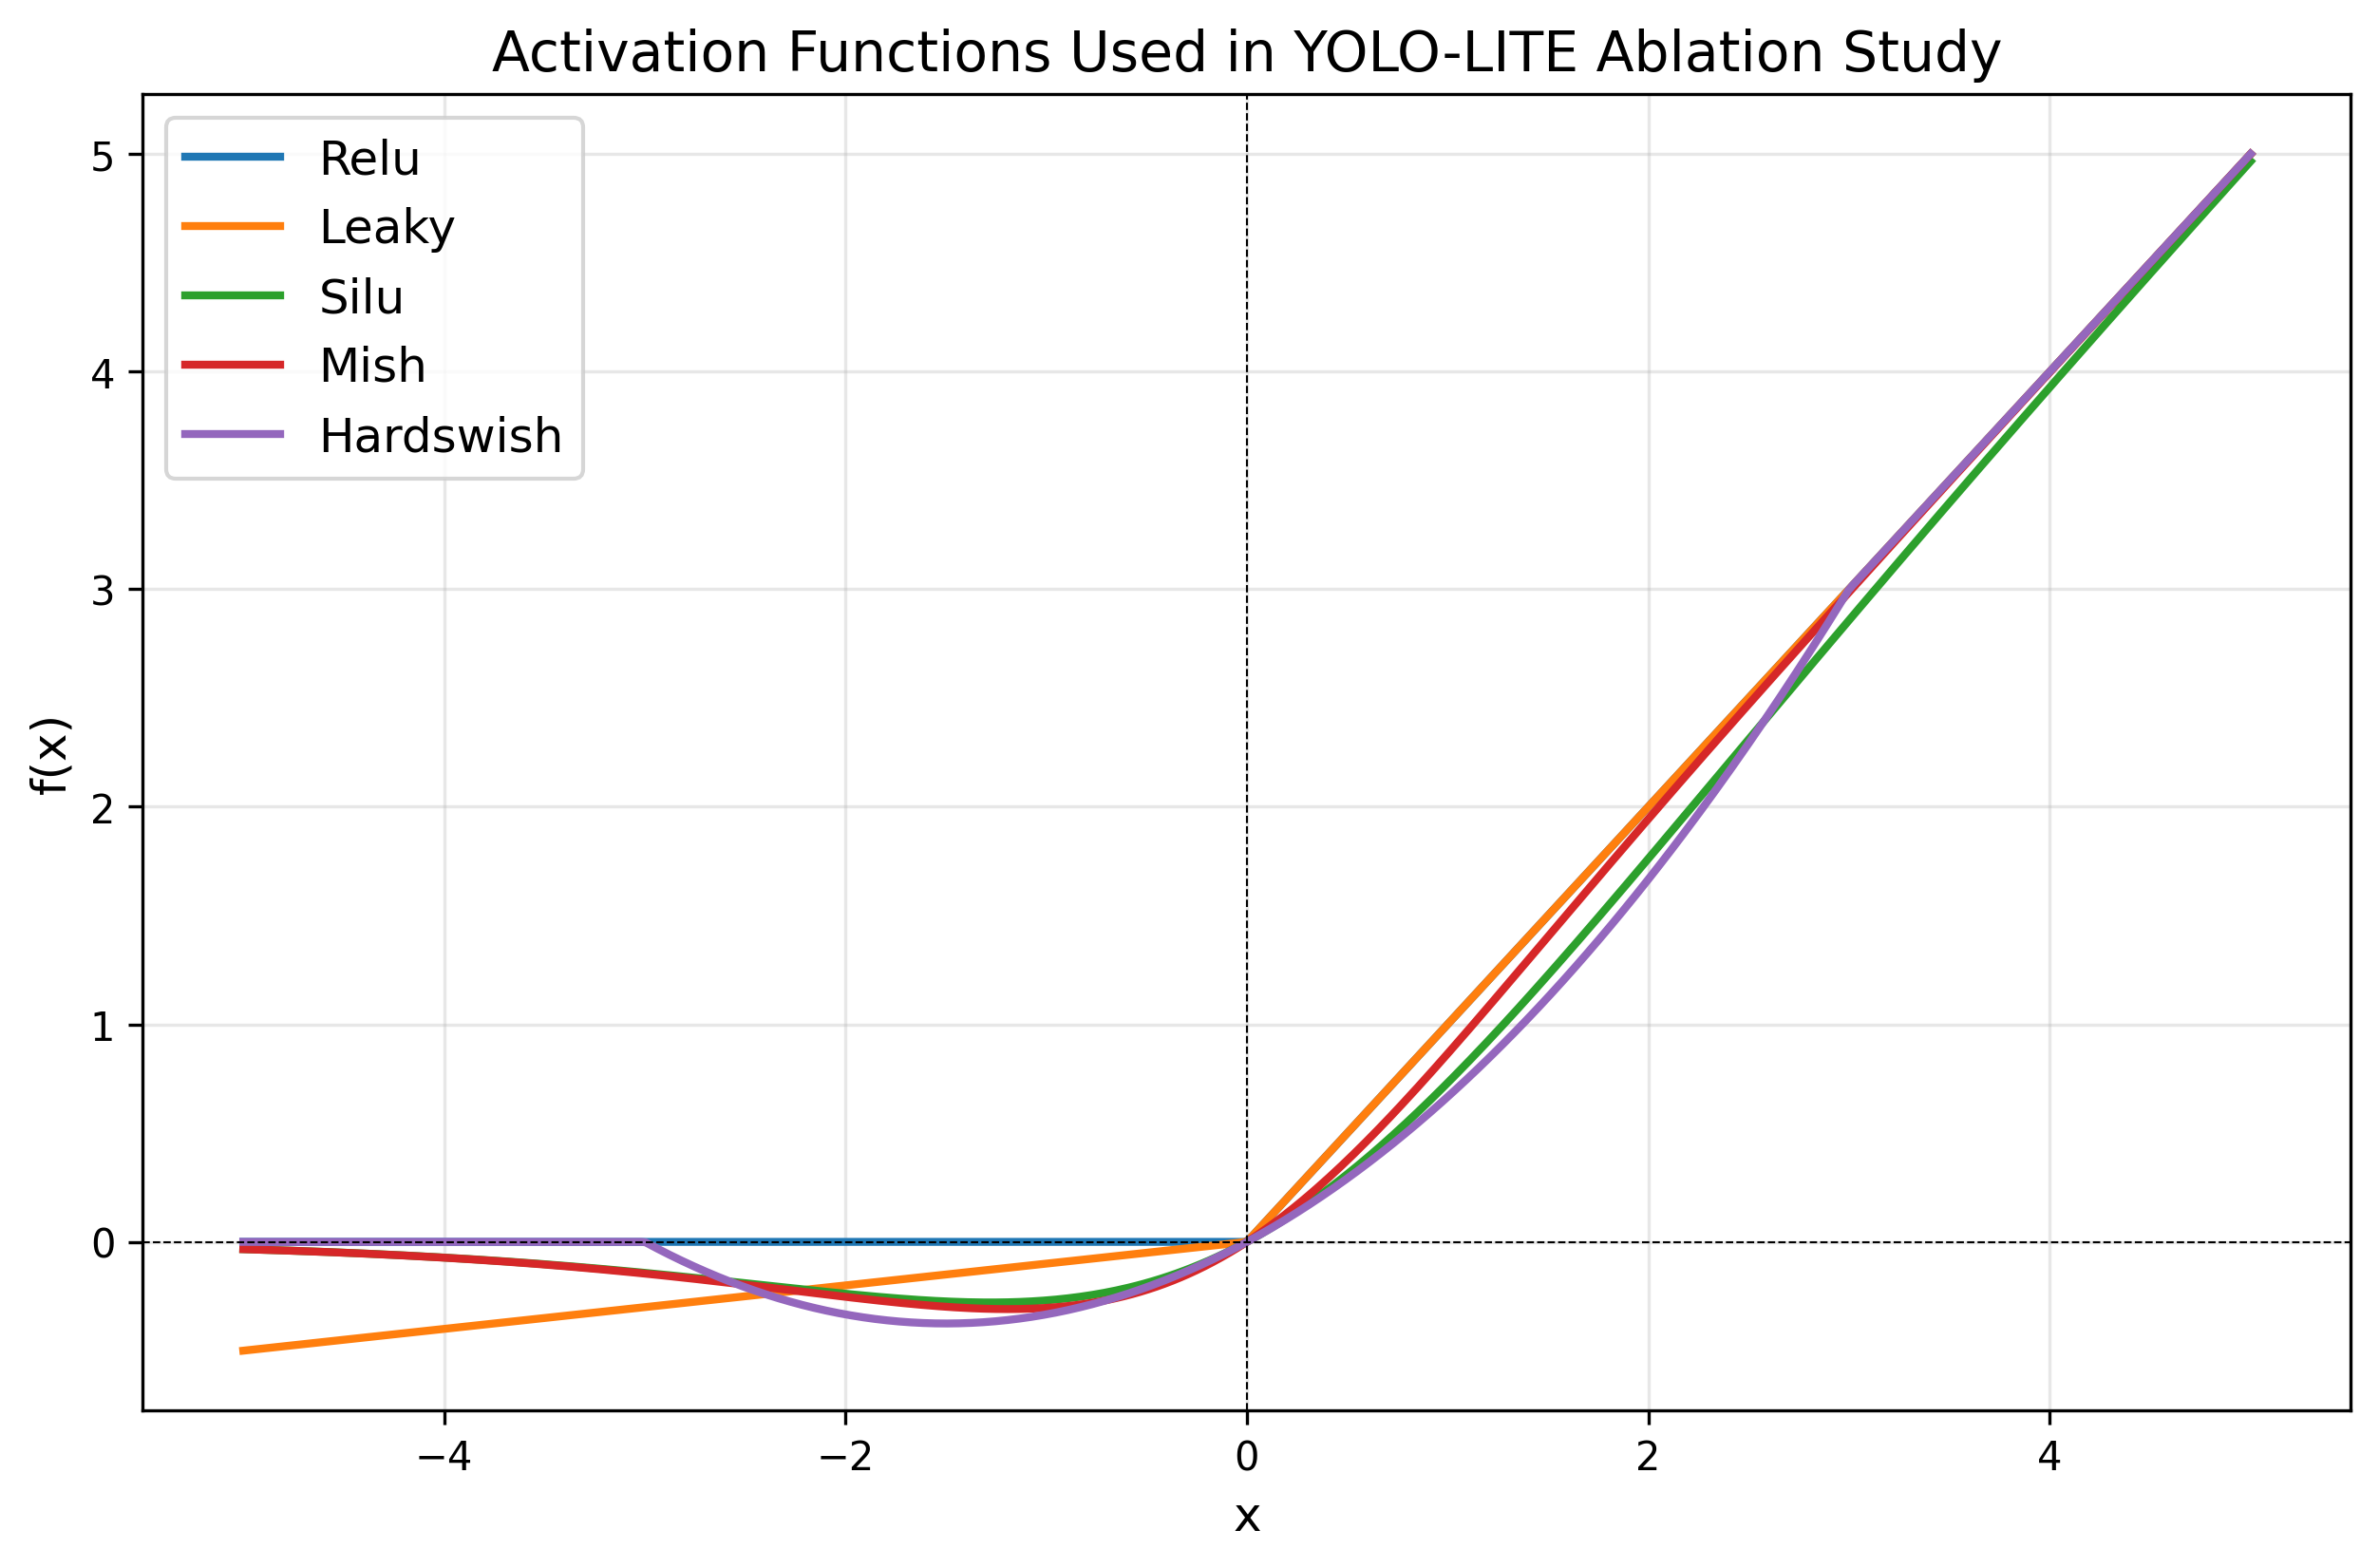 Activation Functions Used in YOLO-LITE Ablation Study
Relu
Leaky
Silu
Mish
Hardswish
5
4
3
2
1
0
f(x)
−4
−2
0
2
4
x